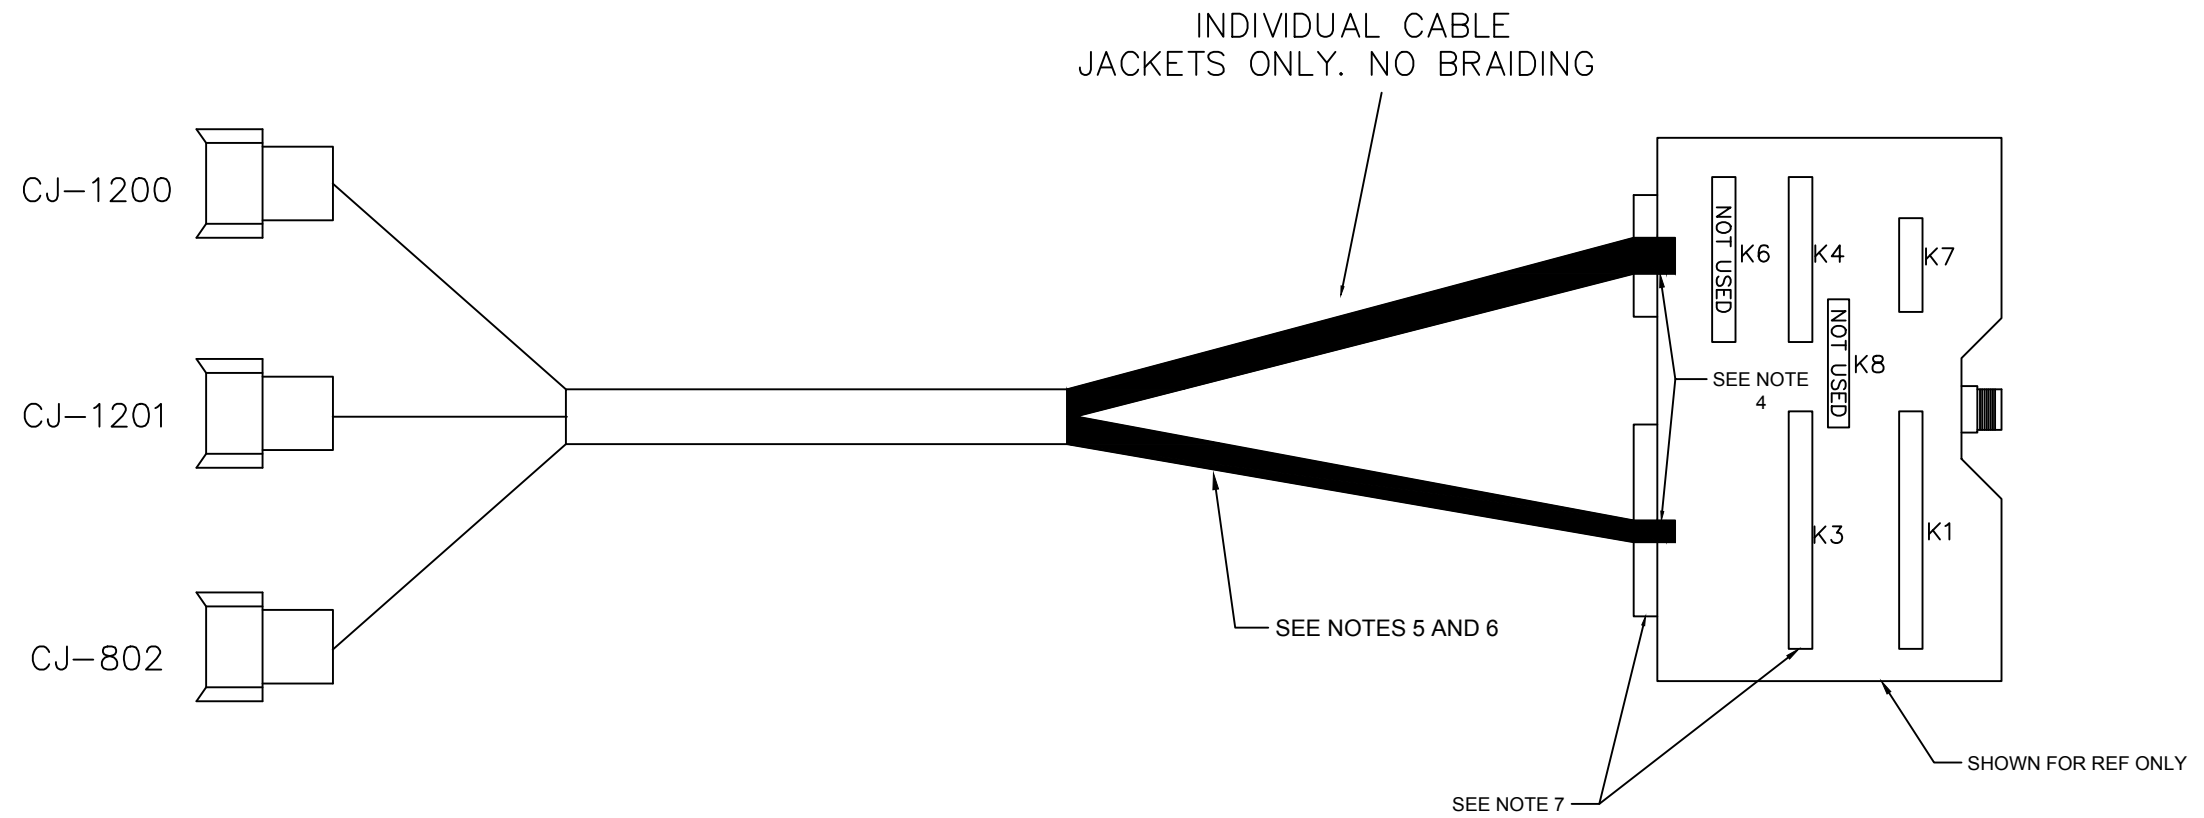 INDIVIDUAL CABLE
JACKETS ONLY. NO BRAIDING
CJ-1200
CJ-1201
CJ-802
NOT USED
K6
K4
K7
NOT USED
K8
SEE NOTE
4
K3
K1
SEE NOTES 5 AND 6
SHOWN FOR REF ONLY
SEE NOTE 7